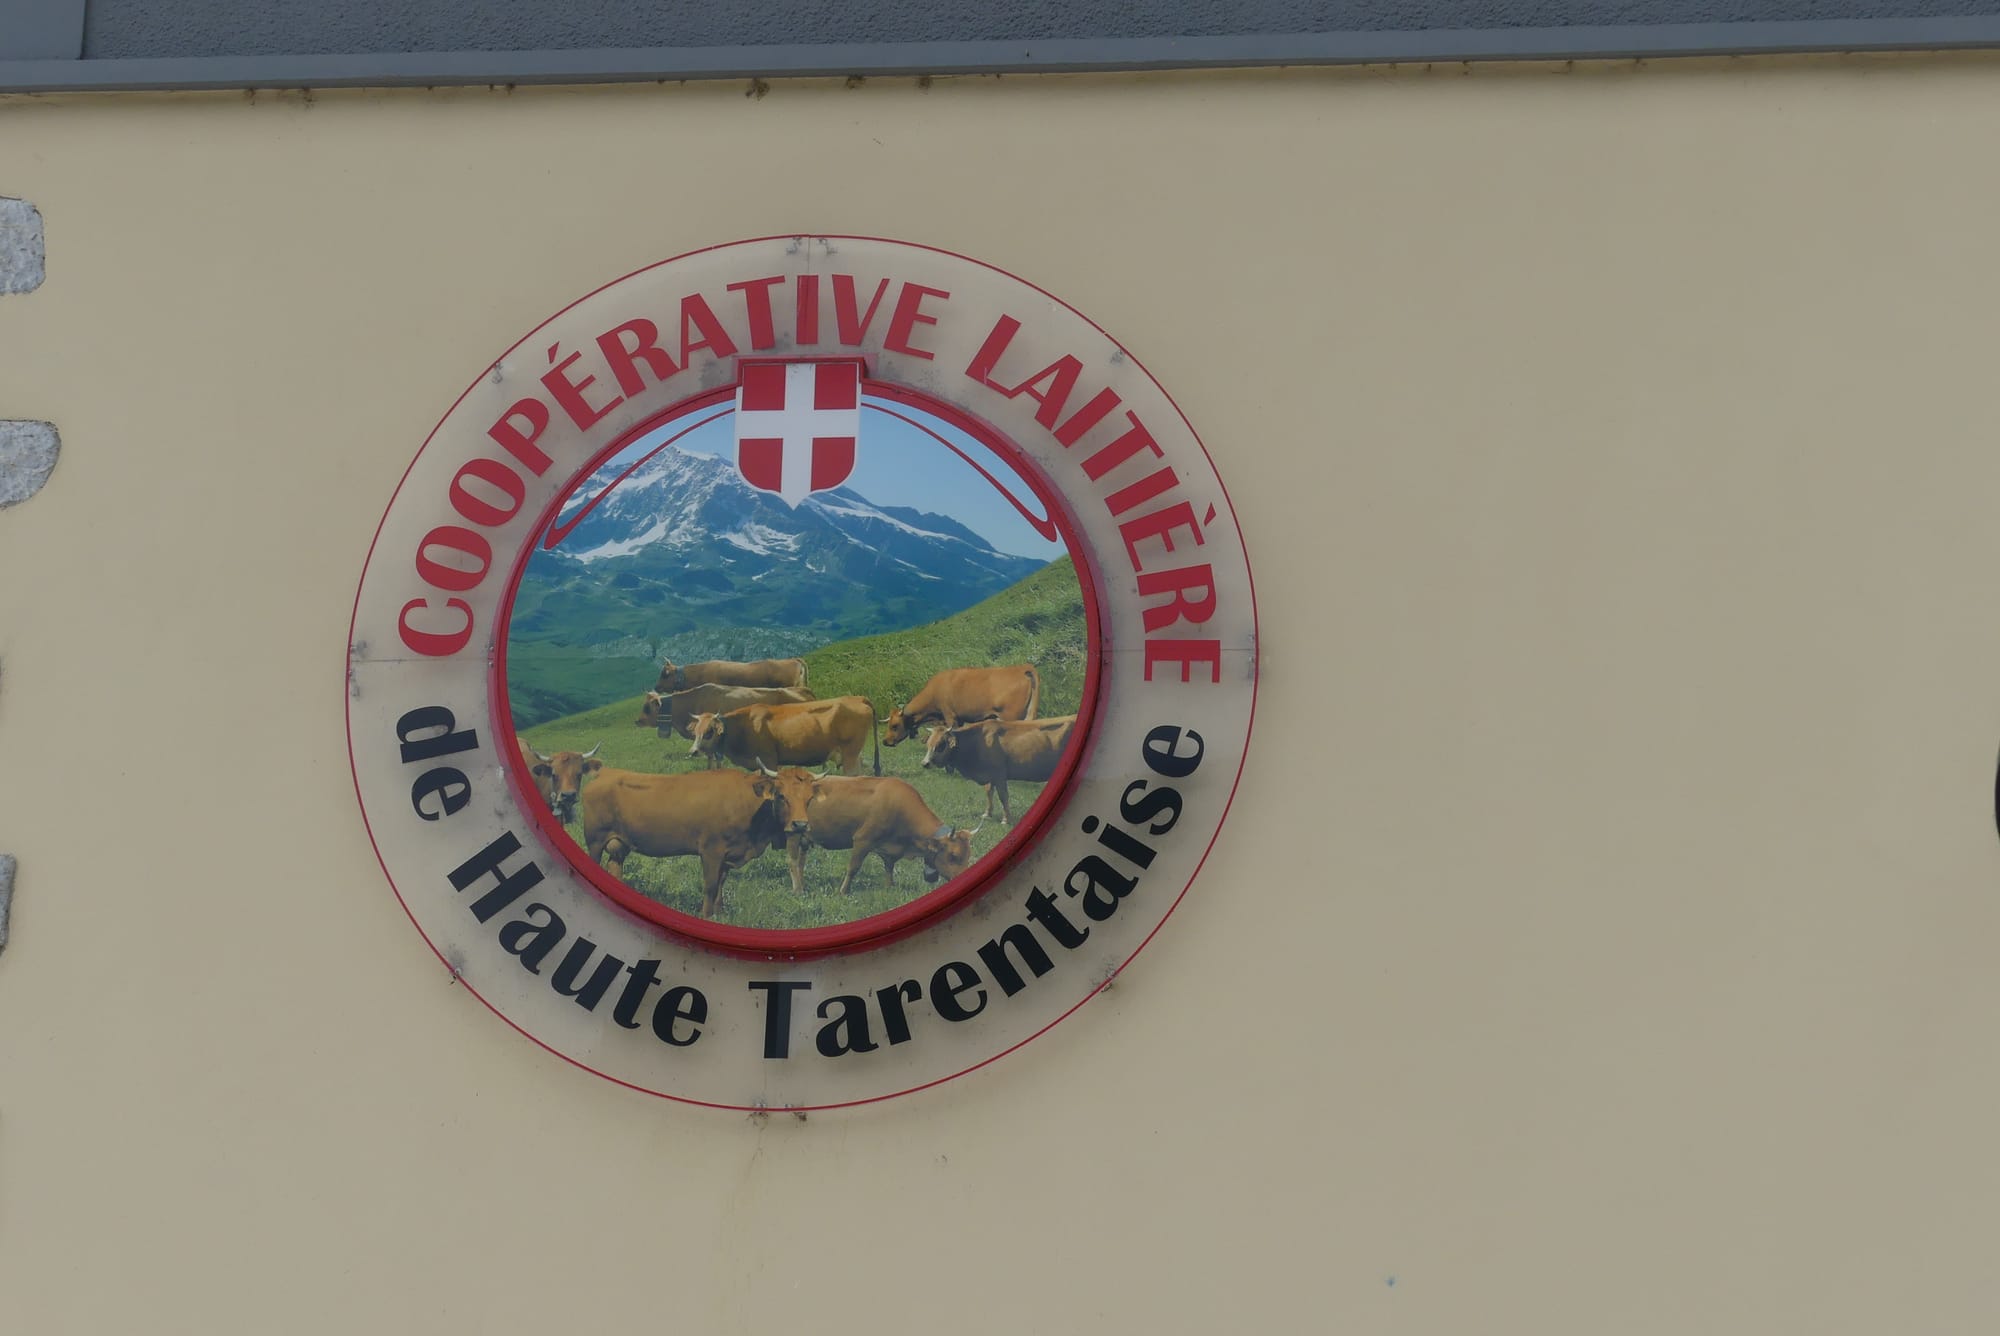 COOPÉRATIVE LAITIÈRE
de Haute Tarentaise